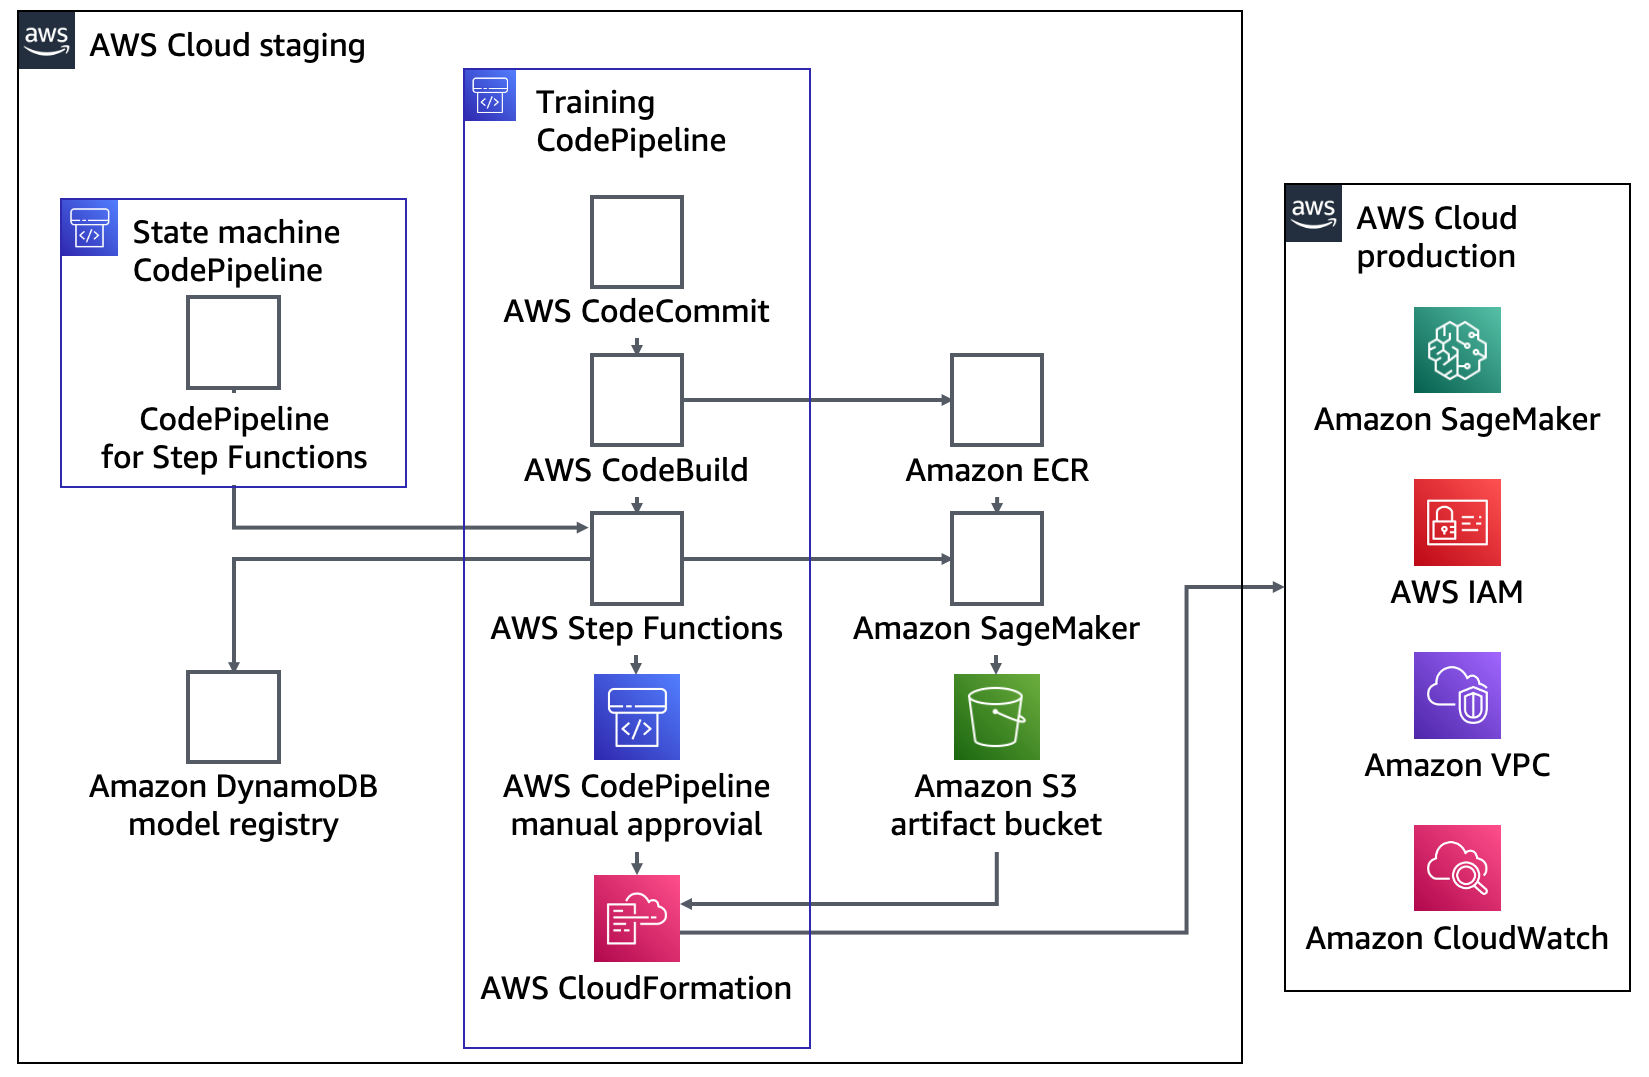 aws
AWS Cloud staging
Training
CodePipeline
State machine
CodePipeline
CodePipeline
for Step Functions
AWS CodeCommit
AWS CodeBuild
Amazon ECR
AWS Step Functions
Amazon SageMaker
Amazon DynamoDB
model registry
AWS CodePipeline
manual approvial
Amazon S3
artifact bucket
AWS CloudFormation
aws
AWS Cloud
production
Amazon SageMaker
AWS IAM
Amazon VPC
Amazon CloudWatch